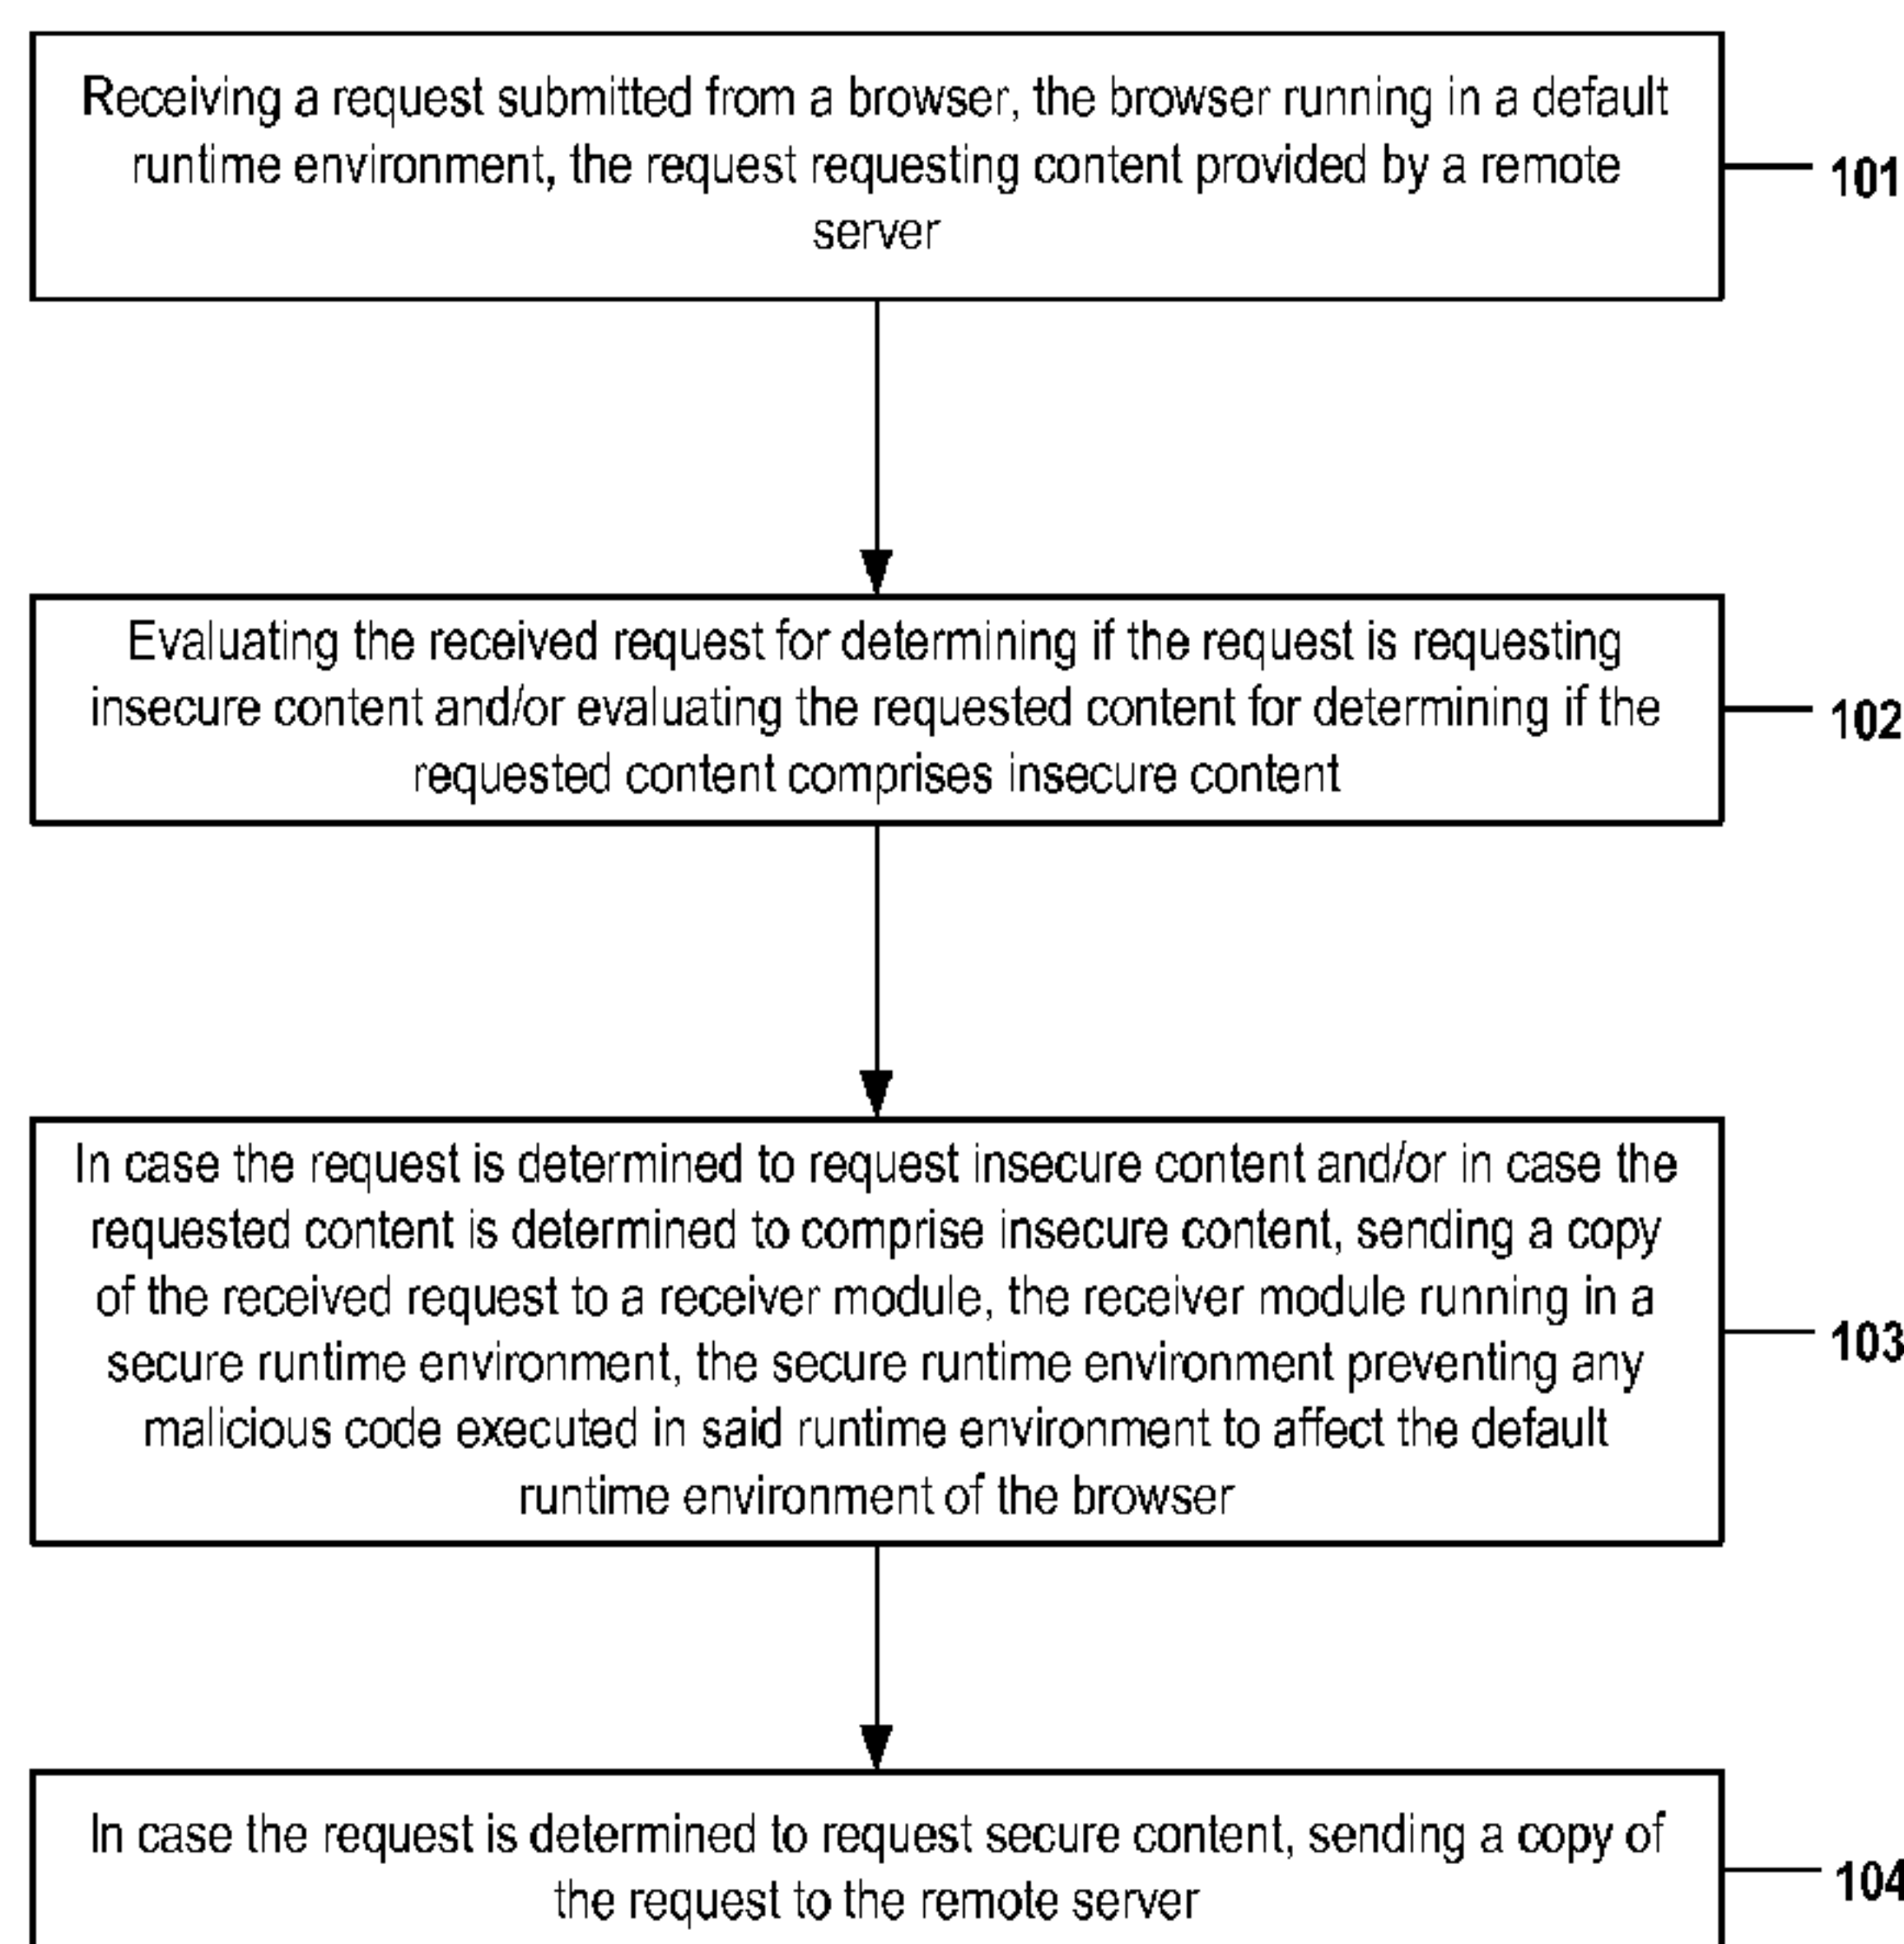 Receiving a request submitted from a browser, the browser running in a default
runtime environment, the request requesting content provided by a remote
server
101
Evaluating the received request for determining if the request is requesting
insecure content and/or evaluating the requested content for determining if the
requested content comprises insecure content
102
In case the request is determined to request insecure content and/or in case the
requested content is determined to comprise insecure content, sending a copy
of the received request to a receiver module, the receiver module running in a
secure runtime environment, the secure runtime environment preventing any
malicious code executed in said runtime environment to affect the default
runtime environment of the browser
103
In case the request is determined to request secure content, sending a copy of
the request to the remote server
104